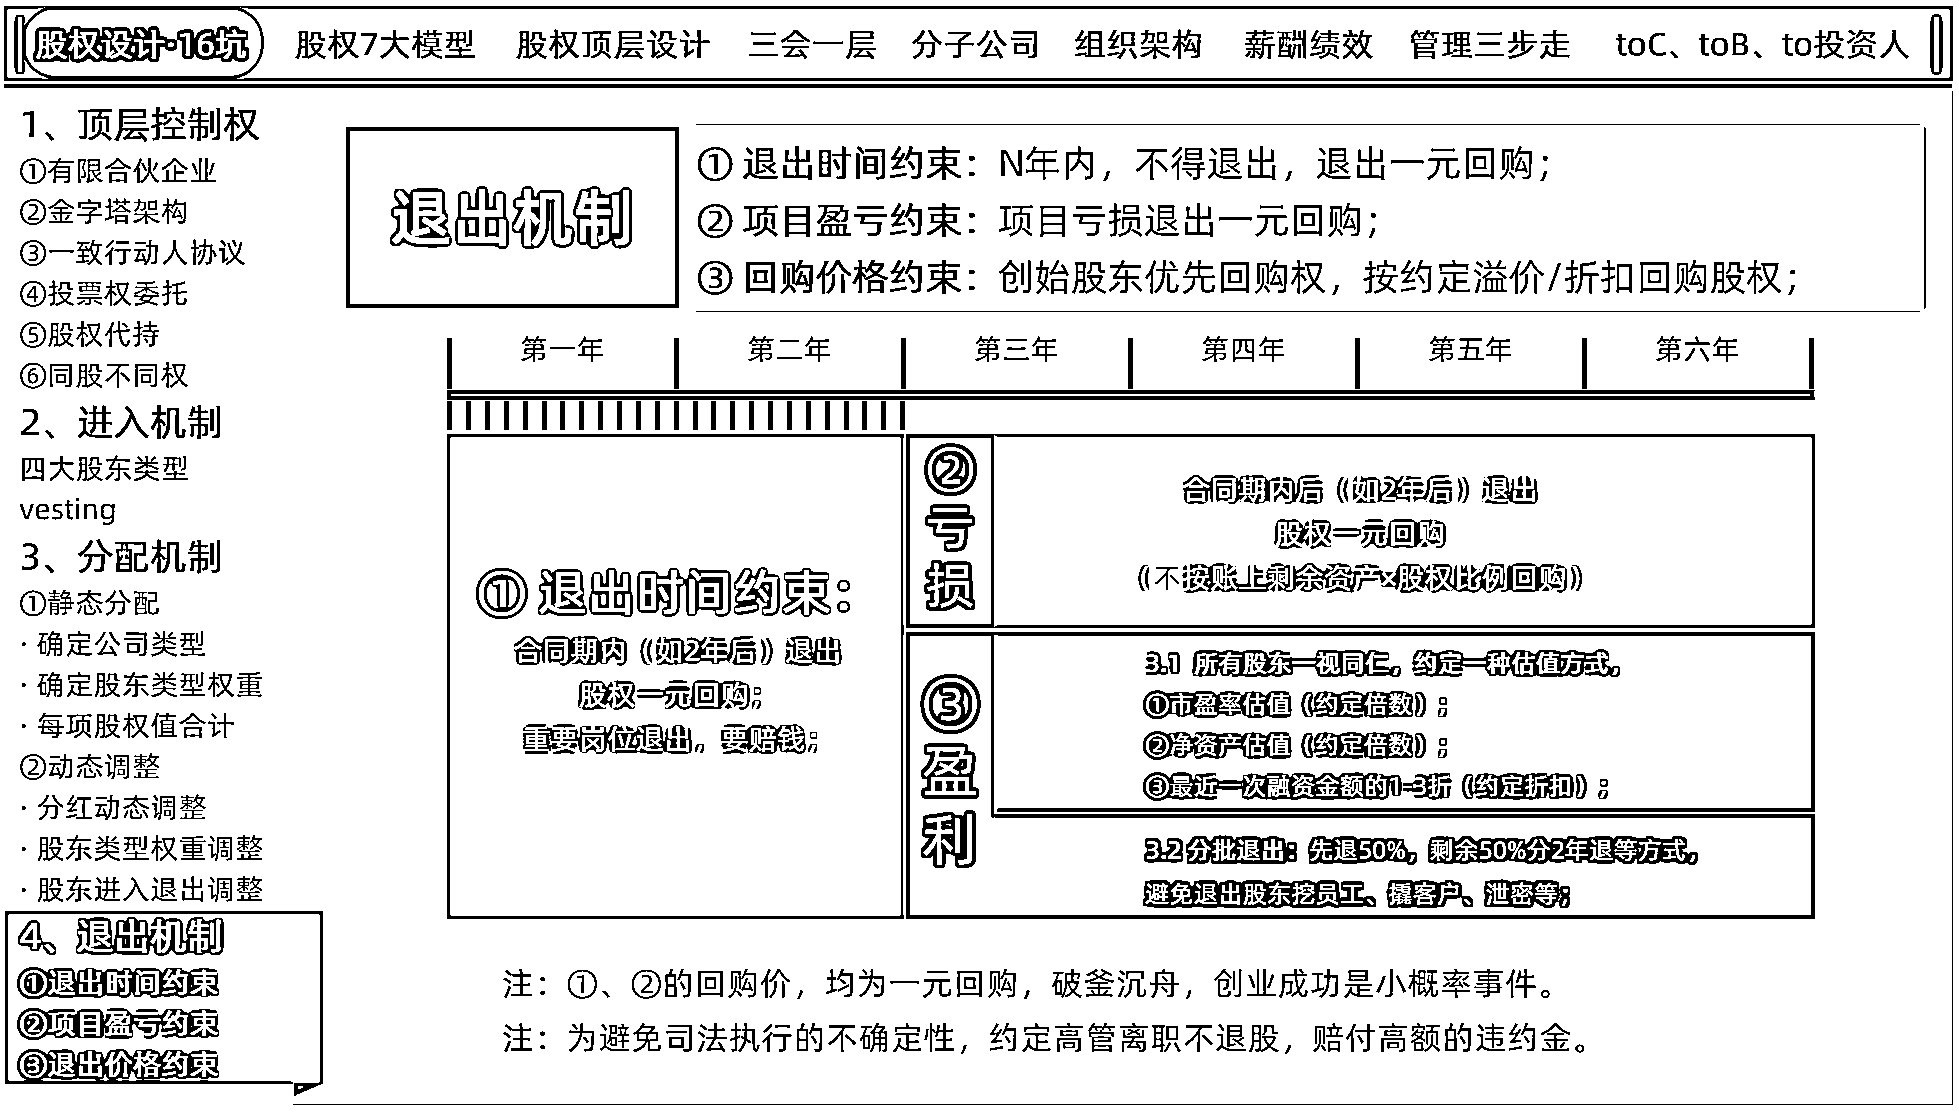 股权设计·16坑 股权7大模型 股权顶层设计 三会一层 分子公司 组织架构 薪酬绩效 管理三步走 toC、toB、to投资人
1、顶层控制权
①有限合伙企业
②金字塔架构
③一致行动人协议
④投票权委托
⑤股权代持
⑥同股不同权
2、进入机制
四大股东类型
vesting
3、分配机制
①静态分配
· 确定公司类型
· 确定股东类型权重
· 每项股权值合计
②动态调整
· 分红动态调整
· 股东类型权重调整
· 股东进入退出调整
4、退出机制
①退出时间约束
②项目盈亏约束
③退出价格约束
退出机制
① 退出时间约束：N年内，不得退出，退出一元回购；
② 项目盈亏约束：项目亏损退出一元回购；
③ 回购价格约束：创始股东优先回购权，按约定溢价/折扣回购股权；
第一年 第二年 第三年 第四年 第五年 第六年
① 退出时间约束：
合同期内（如2年后）退出
股权一元回购；
重要岗位退出，要赔钱；
②亏损
合同期内后（如2年后）退出
股权一元回购
（不按账上剩余资产×股权比例回购）
③盈利
3.1 所有股东一视同仁，约定一种估值方式，
①市盈率估值（约定倍数）；
②净资产估值（约定倍数）；
③最近一次融资金额的1-3折（约定折扣）；
3.2 分批退出：先退50%，剩余50%分2年退等方式，
避免退出股东挖员工、撬客户、泄密等；
注：①、②的回购价，均为一元回购，破釜沉舟，创业成功是小概率事件。
注：为避免司法执行的不确定性，约定高管离职不退股，赔付高额的违约金。